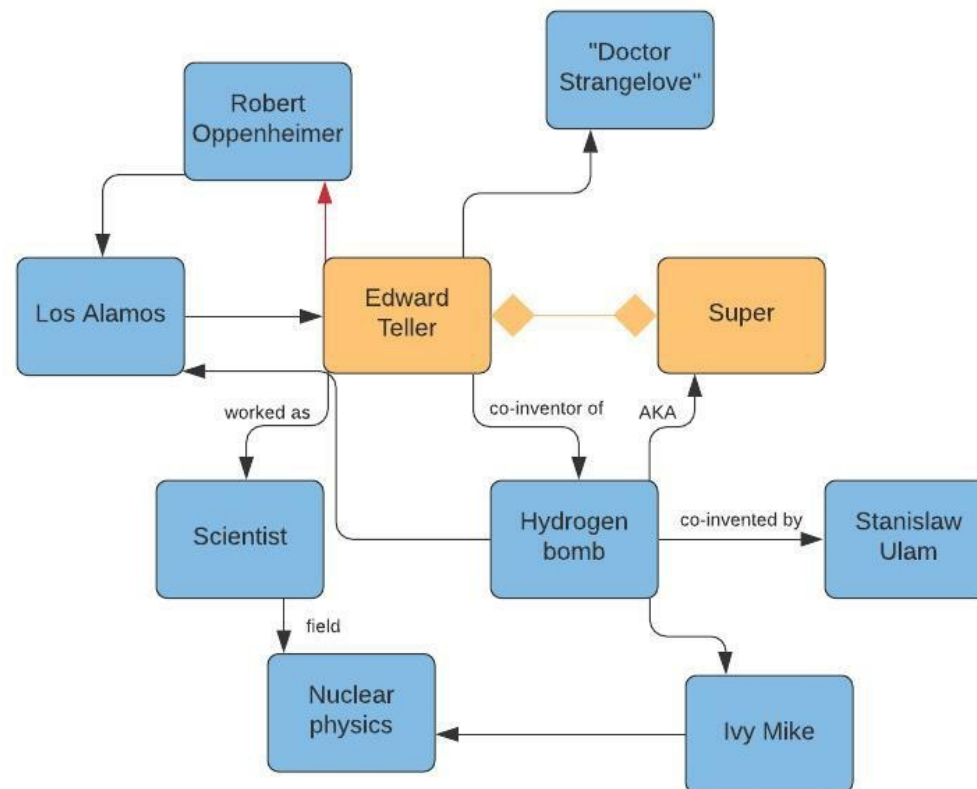 "Doctor
Strangelove"
Robert
Oppenheimer
Los Alamos
Edward
Teller
Super
worked as
co-inventor of
AKA
Scientist
Hydrogen
bomb
co-invented by
Stanislaw
Ulam
field
Nuclear
physics
Ivy Mike